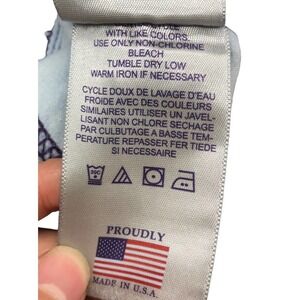 WITH LIKE COLORS.
USE ONLY NON-CHLORINE
BLEACH
TUMBLE DRY LOW
WARM IRON IF NECESSARY
CYCLE DOUX DE LAVAGE D'EAU
FROIDE AVEC DES COULEURS
SIMILAIRES UTILISER UN JAVEL-
LISANT NON CHLORE SECHAGE
PAR CULBUTAGE A BASSE TEM-
PERATURE REPASSER FER TIEDE
SI NECESSAIRE
PROUDLY
MADE IN U.S.A.